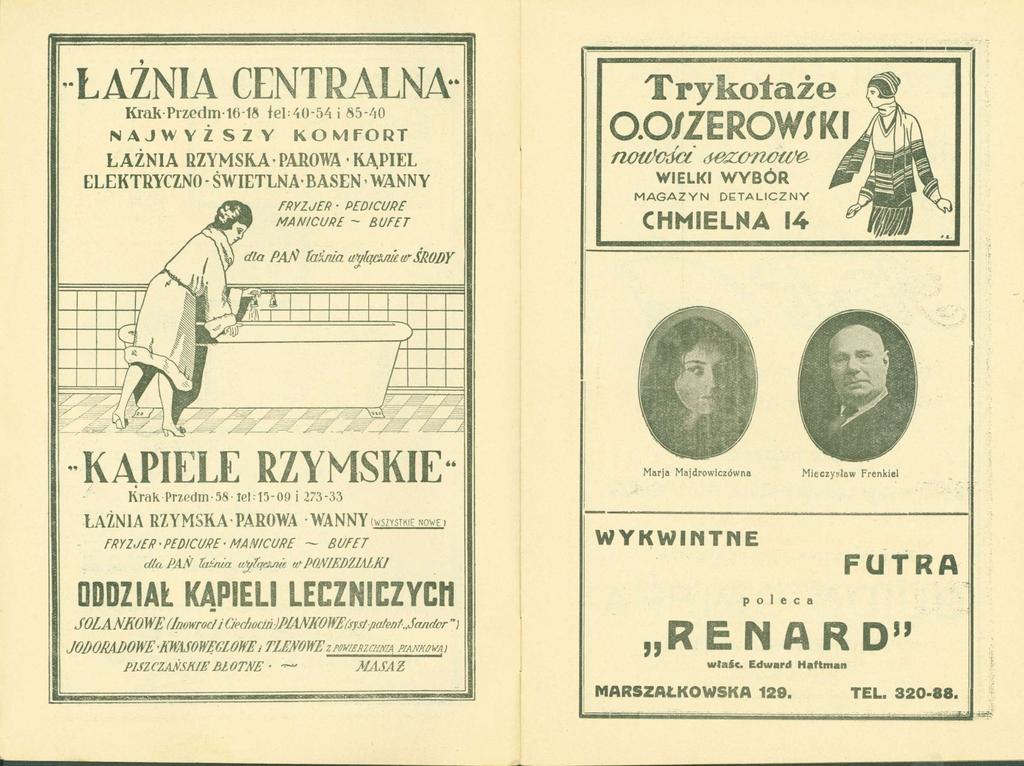 "ŁAŹNIA CENTRALNA"
Krak-Przedm-16-18 tel:40-54 i 85-40
NAJWYŻSZY KOMFORT
ŁAŹNIA RZYMSKA·PAROWA·KĄPIEL
ELEKTRYCZNO-ŚWIETLNA·BASEN·WANNY
FRYZJER · PEDICURE
MANICURE ~ BUFET
dla PAŃ łaźnia wyłącznie w ŚRODY
"KĄPIELE RZYMSKIE"
Krak-Przedm·58·tel:15-09 i 273-33
ŁAŹNIA RZYMSKA·PAROWA·WANNY (WSZYSTKIE NOWE)
FRYZJER·PEDICURE·MANICURE ~ BUFET
dla PAŃ łaźnia wyłącznie w PONIEDZIAŁKI
ODDZIAŁ KĄPIELI LECZNICZYCH
SOLANKOWE (Inowrocł i Ciechociń) PIANKOWE (syst-patent „Sandor")
JODORADOWE·KWASOWĘGLOWE i TLENOWE (Z POWIERZCHNIĄ PIANKOWĄ)
PISZCZAŃSKIE BŁOTNE · ~ MASAŻ
Trykotaże
O.OSZEROWSKI
nowości sezonowe
WIELKI WYBÓR
MAGAZYN DETALICZNY
CHMIELNA 14
Marja Majdrowiczówna
Mieczysław Frenkiel
WYKWINTNE
FUTRA
poleca
„RENARD"
właśc. Edward Haftman
MARSZAŁKOWSKA 129. TEL. 320-88.